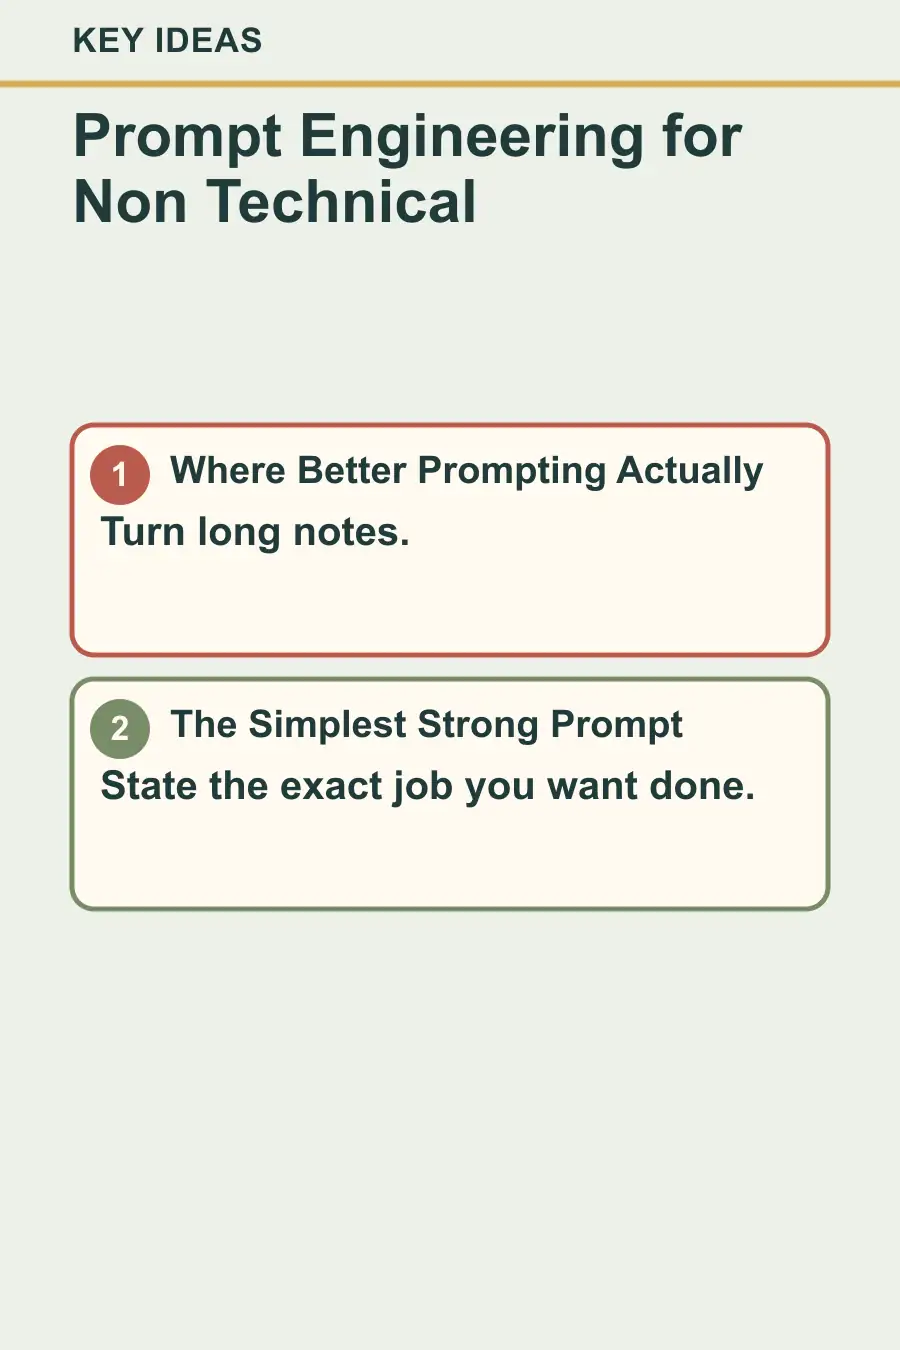 KEY IDEAS
Prompt Engineering for
Non Technical
1 Where Better Prompting Actually
Turn long notes.
2 The Simplest Strong Prompt
State the exact job you want done.